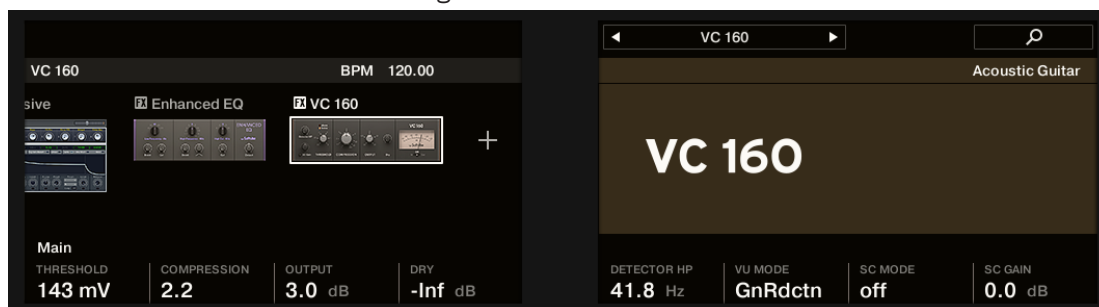 VC 160
VC 160 BPM 120.00
Acoustic Guitar
sive FX Enhanced EQ FX VC 160
VC 160
Main
THRESHOLD COMPRESSION OUTPUT DRY
143 mV 2.2 3.0 dB -Inf dB
DETECTOR HP VU MODE SC MODE SC GAIN
41.8 Hz GnRdctn off 0.0 dB